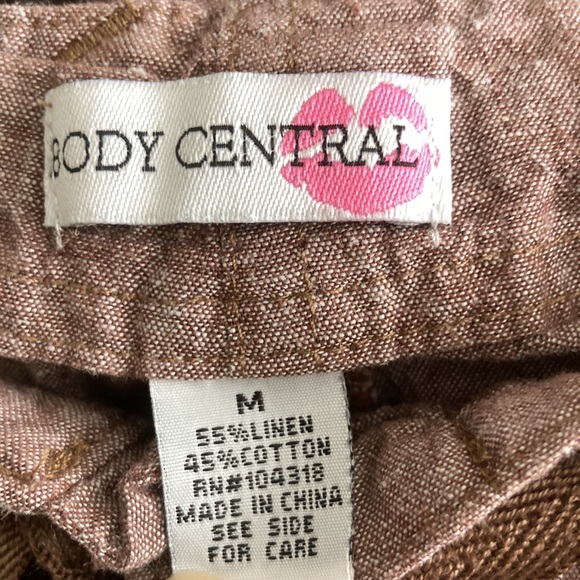 BODY CENTRAL
M
55%LINEN
45%COTTON
RN#104318
MADE IN CHINA
SEE SIDE
FOR CARE